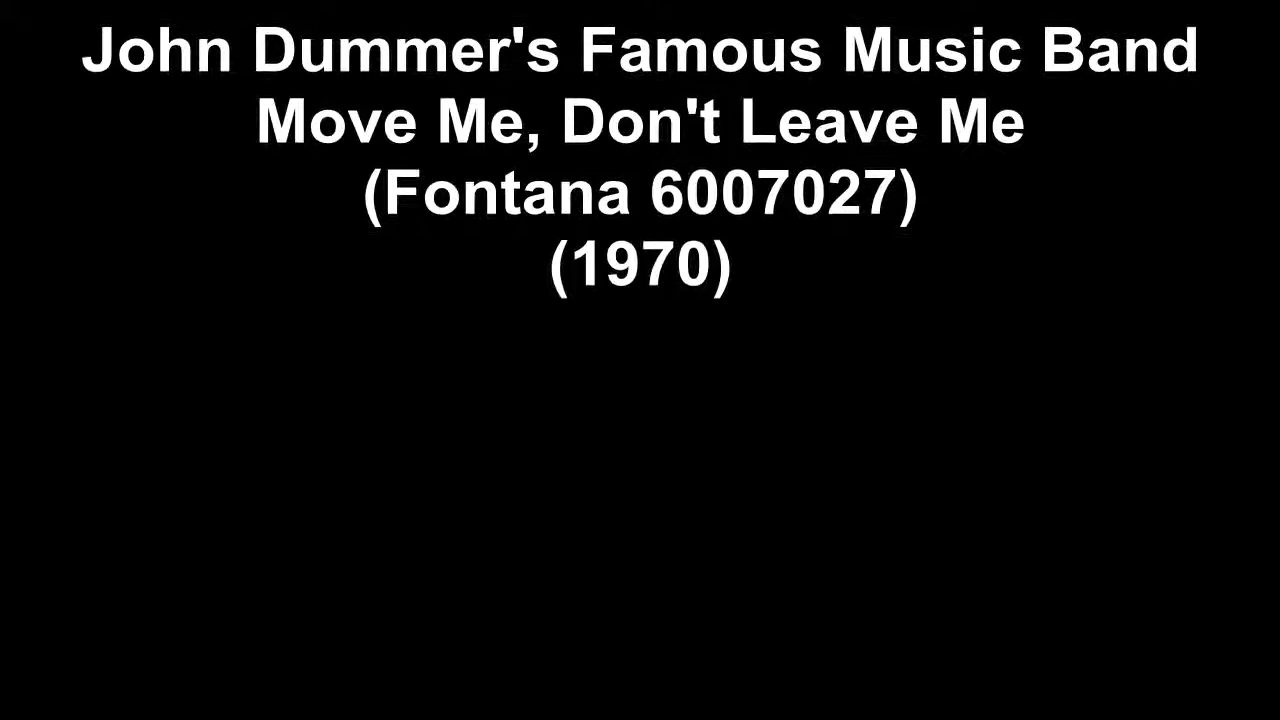 John Dummer's Famous Music Band
Move Me, Don't Leave Me
(Fontana 6007027)
(1970)